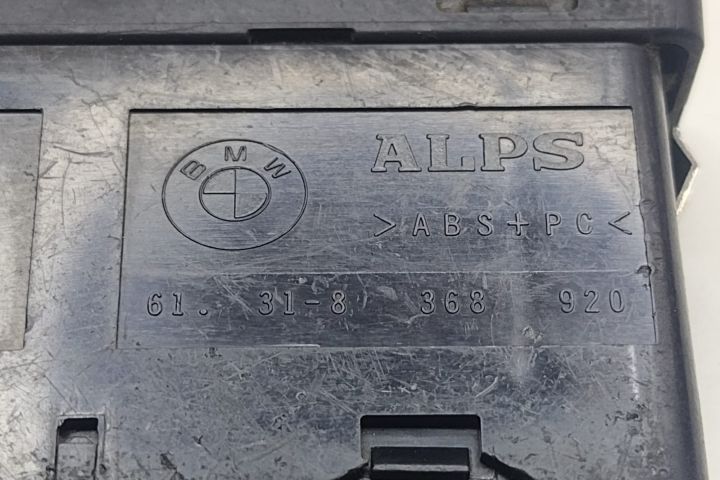 BMW
ALPS
>ABS+PC<
61. 31-8 368 920